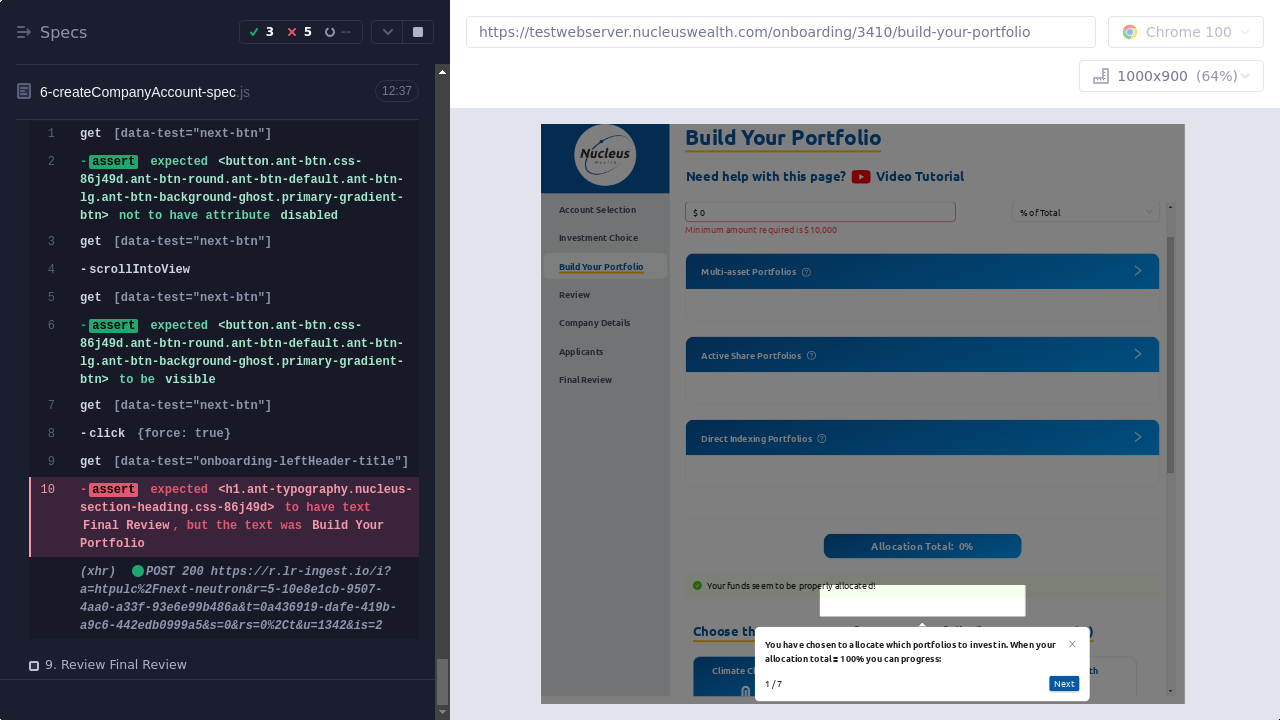 Specs
3
5
--
https://testwebserver.nucleuswealth.com/onboarding/3410/build-your-portfolio
Chrome 100
1000x900 (64%)
6-createCompanyAccount-spec.js
12:37
1 get [data-test="next-btn"]
2 -assert expected <button.ant-btn.css-
86j49d.ant-btn-round.ant-btn-default.ant-btn-
lg.ant-btn-background-ghost.primary-gradient-
btn> not to have attribute disabled
3 get [data-test="next-btn"]
4 -scrollIntoView
5 get [data-test="next-btn"]
6 -assert expected <button.ant-btn.css-
86j49d.ant-btn-round.ant-btn-default.ant-btn-
lg.ant-btn-background-ghost.primary-gradient-
btn> to be visible
7 get [data-test="next-btn"]
8 -click {force: true}
9 get [data-test="onboarding-leftHeader-title"]
10 -assert expected <h1.ant-typography.nucleus-
section-heading.css-86j49d> to have text
Final Review, but the text was Build Your
Portfolio
(xhr) POST 200 https://r.lr-ingest.io/i?
a=htpulc%2Fnext-neutron&r=5-10e8e1cb-9507-
4aa0-a33f-93e6e99b486a&t=0a436919-dafe-419b-
a9c6-442edb0999a5&s=0&rs=0%2Ct&u=1342&is=2
9. Review Final Review
Nucleus
Wealth
Account Selection
Investment Choice
Build Your Portfolio
Review
Company Details
Applicants
Final Review
Build Your Portfolio
Need help with this page? Video Tutorial
$ 0
% of Total
Minimum amount required is $ 10,000
Multi-asset Portfolios ?
Active Share Portfolios ?
Direct Indexing Portfolios ?
Allocation Total: 0%
Your funds seem to be properly allocated!
Choose th
Climate C
th
You have chosen to allocate which portfolios to invest in. When your
allocation total = 100% you can progress:
1 / 7
Next